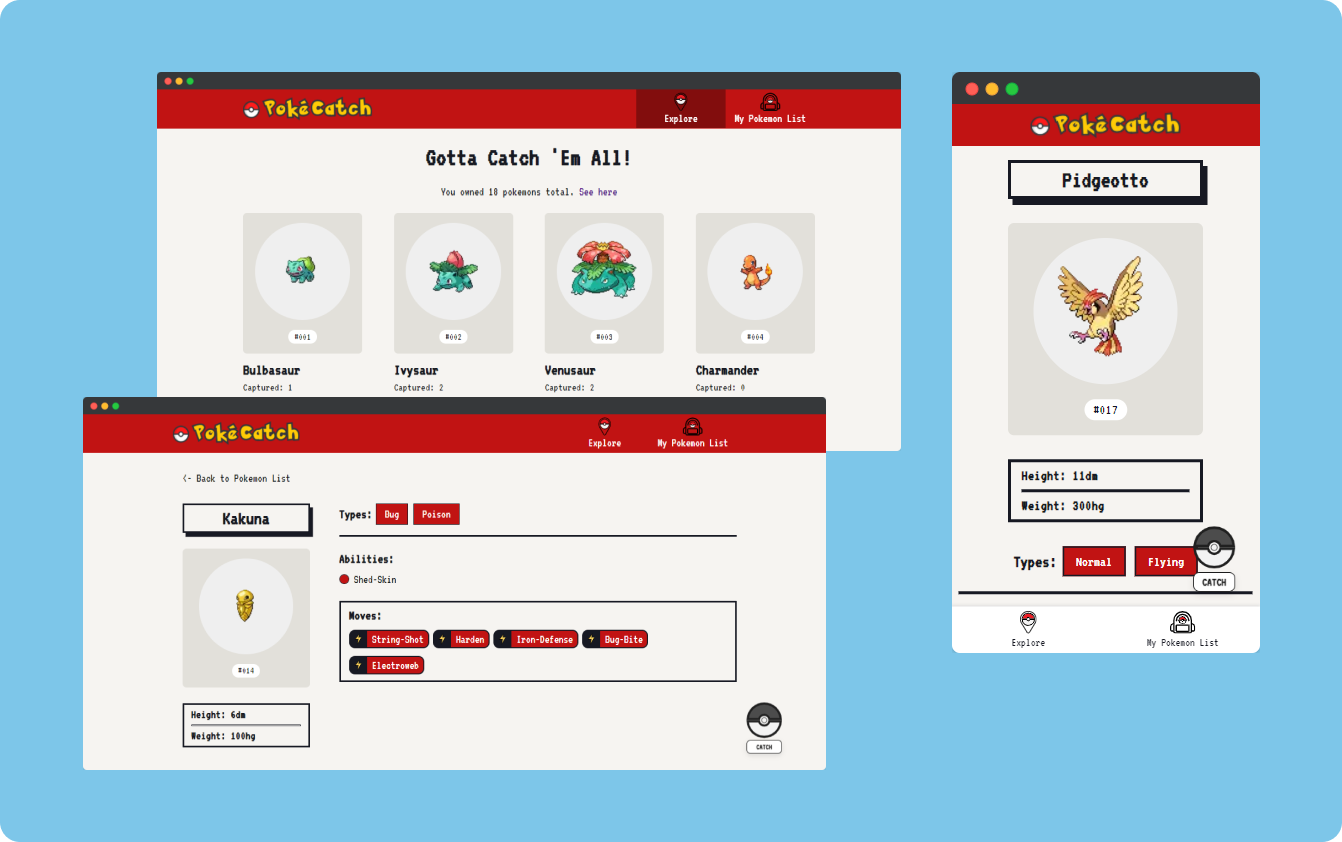 PokéCatch
Explore
My Pokemon List
Gotta Catch 'Em All!
You owned 18 pokemons total. See here
#001
#002
#003
#004
Bulbasaur
Ivysaur
Venusaur
Charmander
Captured: 1
Captured: 2
Captured: 2
Captured: 0
PokéCatch
Explore
My Pokemon List
<- Back to Pokemon List
Kakuna
#014
Height: 6dm
Weight: 100hg
Types: Bug Poison
Abilities:
Shed-Skin
Moves:
String-Shot Harden Iron-Defense Bug-Bite
Electroweb
CATCH
PokéCatch
Pidgeotto
#017
Height: 11dm
Weight: 300hg
Types: Normal Flying
CATCH
Explore
My Pokemon List